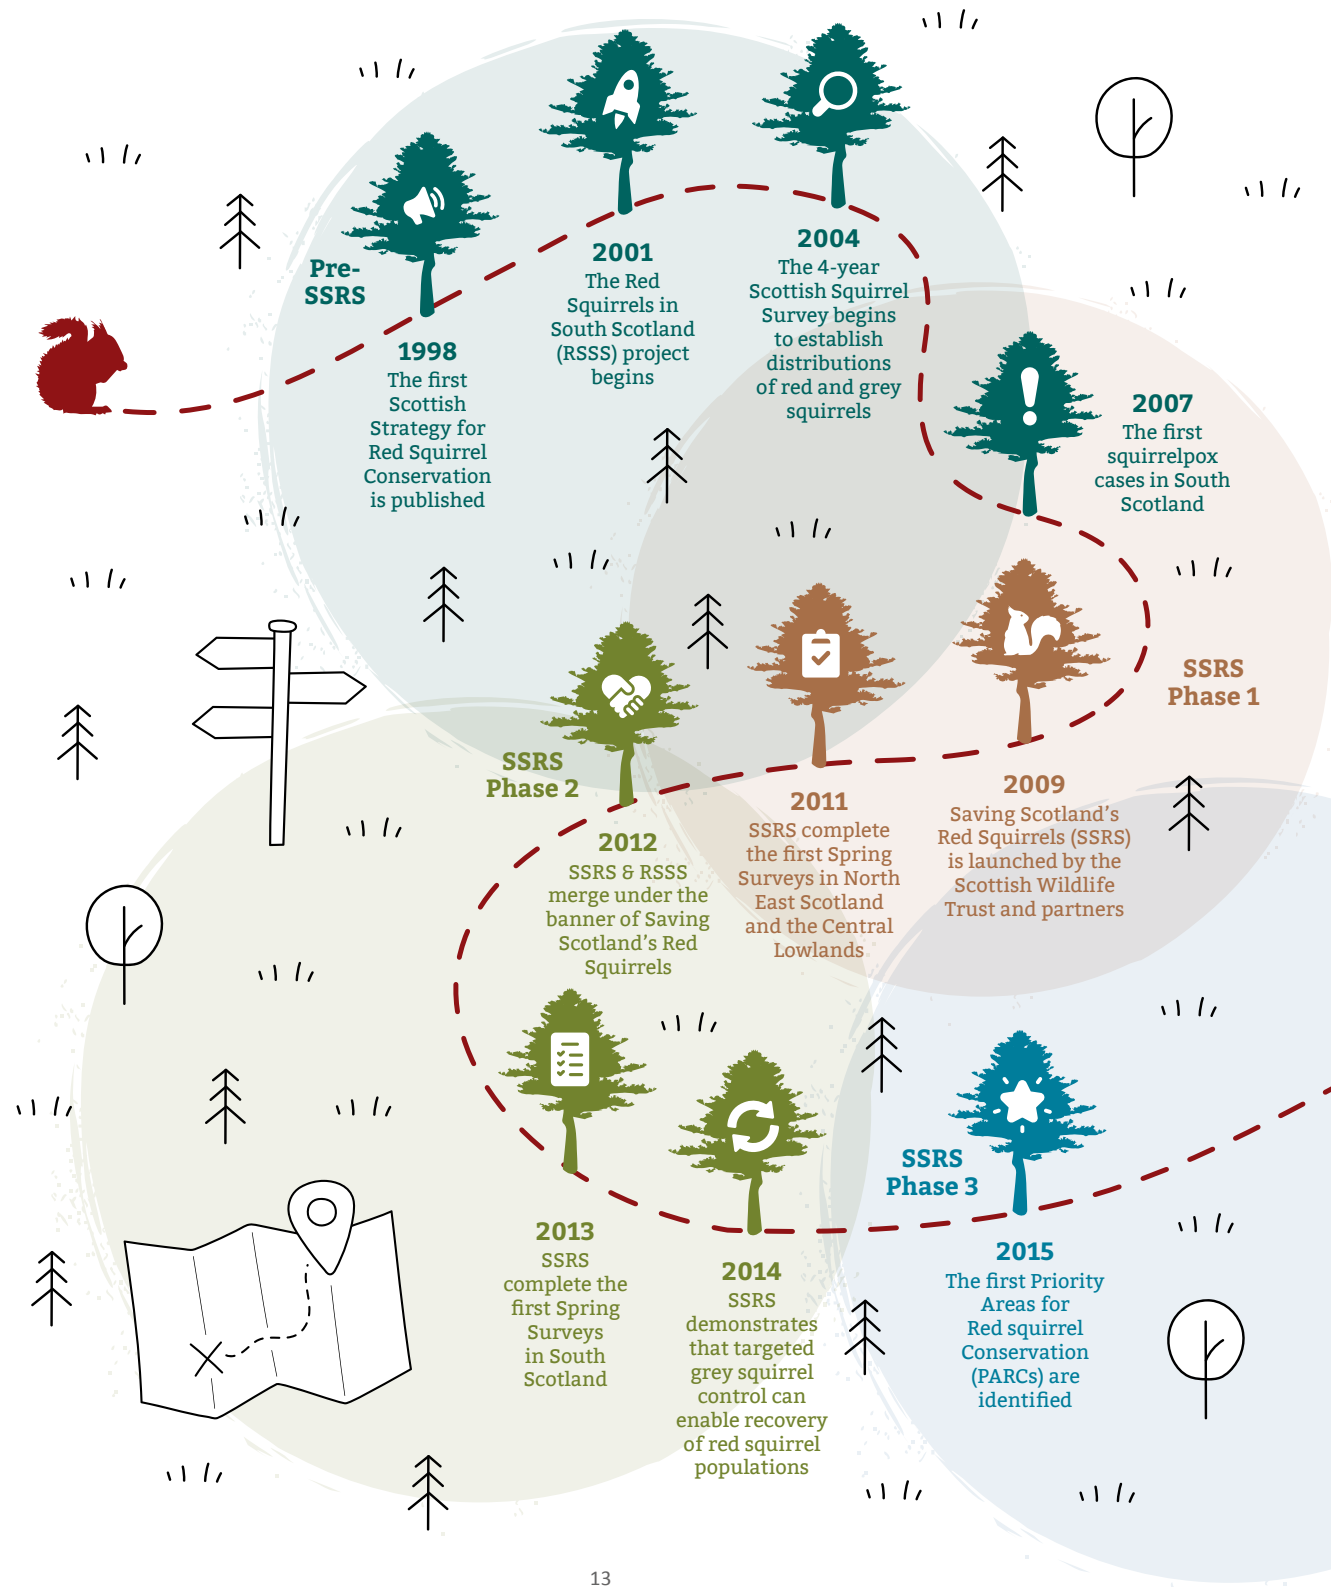 Pre-
SSRS
1998
The first
Scottish
Strategy for
Red Squirrel
Conservation
is published
2001
The Red
Squirrels in
South Scotland
(RSSS) project
begins
2004
The 4-year
Scottish Squirrel
Survey begins
to establish
distributions
of red and grey
squirrels
2007
The first
squirrelpox
cases in South
Scotland
SSRS
Phase 1
2009
Saving Scotland’s
Red Squirrels (SSRS)
is launched by the
Scottish Wildlife
Trust and partners
2011
SSRS complete
the first Spring
Surveys in North
East Scotland
and the Central
Lowlands
SSRS
Phase 2
2012
SSRS & RSSS
merge under the
banner of Saving
Scotland’s Red
Squirrels
2013
SSRS
complete the
first Spring
Surveys
in South
Scotland
2014
SSRS
demonstrates
that targeted
grey squirrel
control can
enable recovery
of red squirrel
populations
SSRS
Phase 3
2015
The first Priority
Areas for
Red squirrel
Conservation
(PARCs) are
identified
13